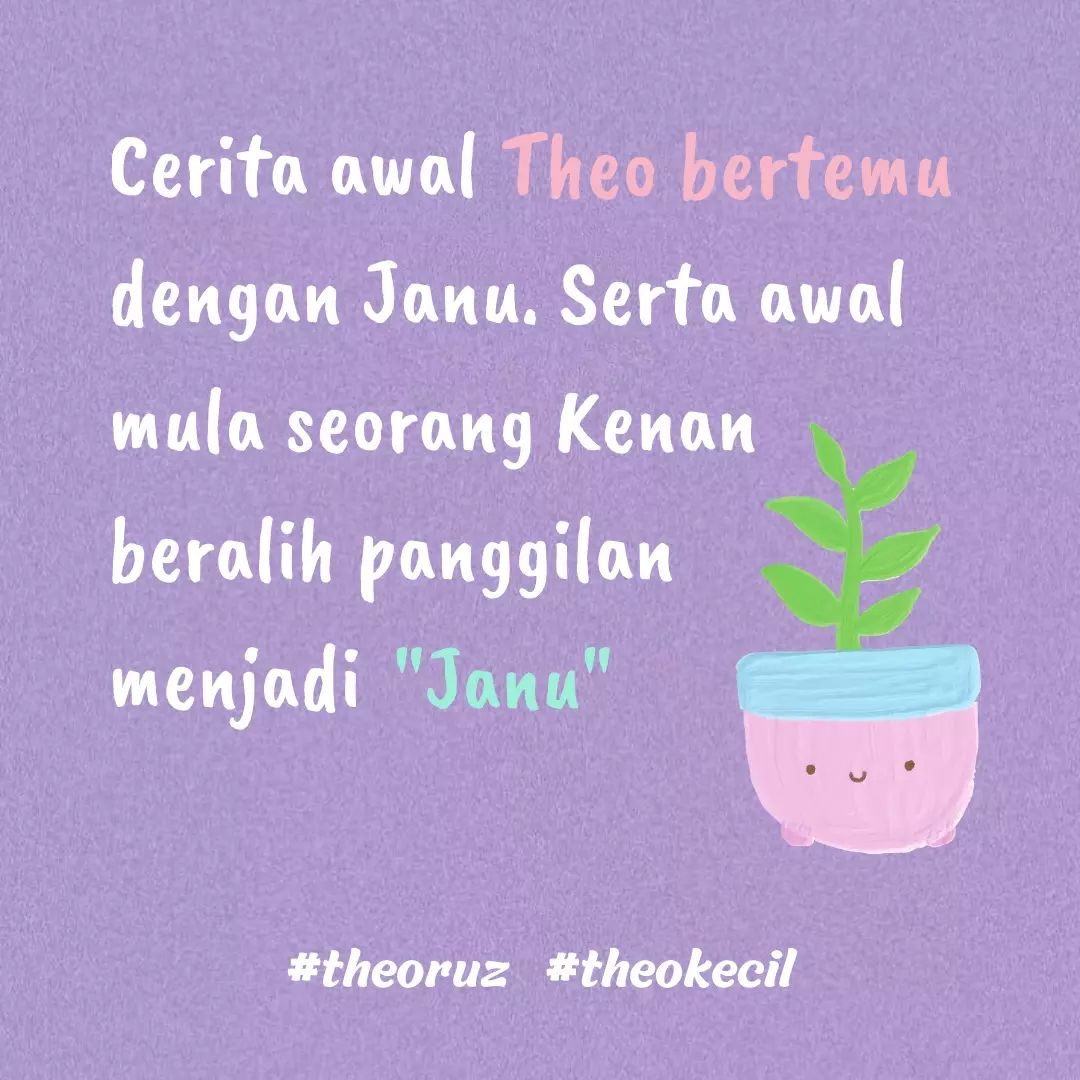 Cerita awal Theo bertemu
dengan Janu. Serta awal
mula seorang Kenan
beralih panggilan
menjadi "Janu"
#theoruz #theokecil